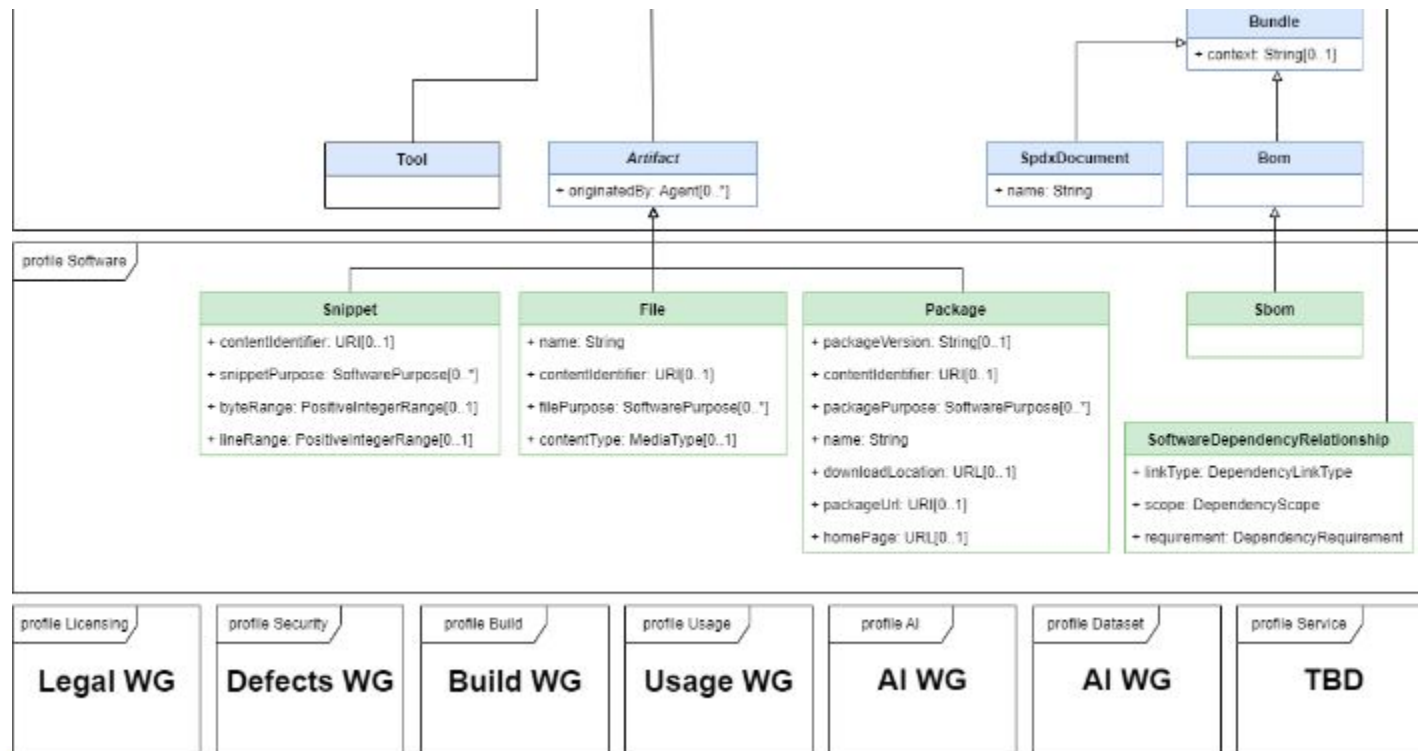 Bundle
+ context: String[0..1]
Tool
Artifact
+ originatedBy: Agent[0..*]
SpdxDocument
+ name: String
Bom
profile Software
Snippet
+ contentIdentifier: URI[0..1]
+ snippetPurpose: SoftwarePurpose[0..*]
+ byteRange: PositiveIntegerRange[0..1]
+ lineRange: PositiveIntegerRange[0..1]
File
+ name: String
+ contentIdentifier: URI[0..1]
+ filePurpose: SoftwarePurpose[0..*]
+ contentType: MediaType[0..1]
Package
+ packageVersion: String[0..1]
+ contentIdentifier: URI[0..1]
+ packagePurpose: SoftwarePurpose[0..*]
+ name: String
+ downloadLocation: URL[0..1]
+ packageUrl: URI[0..1]
+ homePage: URL[0..1]
Sbom
SoftwareDependencyRelationship
+ linkType: DependencyLinkType
+ scope: DependencyScope
+ requirement: DependencyRequirement
profile Licensing
Legal WG
profile Security
Defects WG
profile Build
Build WG
profile Usage
Usage WG
profile AI
AI WG
profile Dataset
AI WG
profile Service
TBD